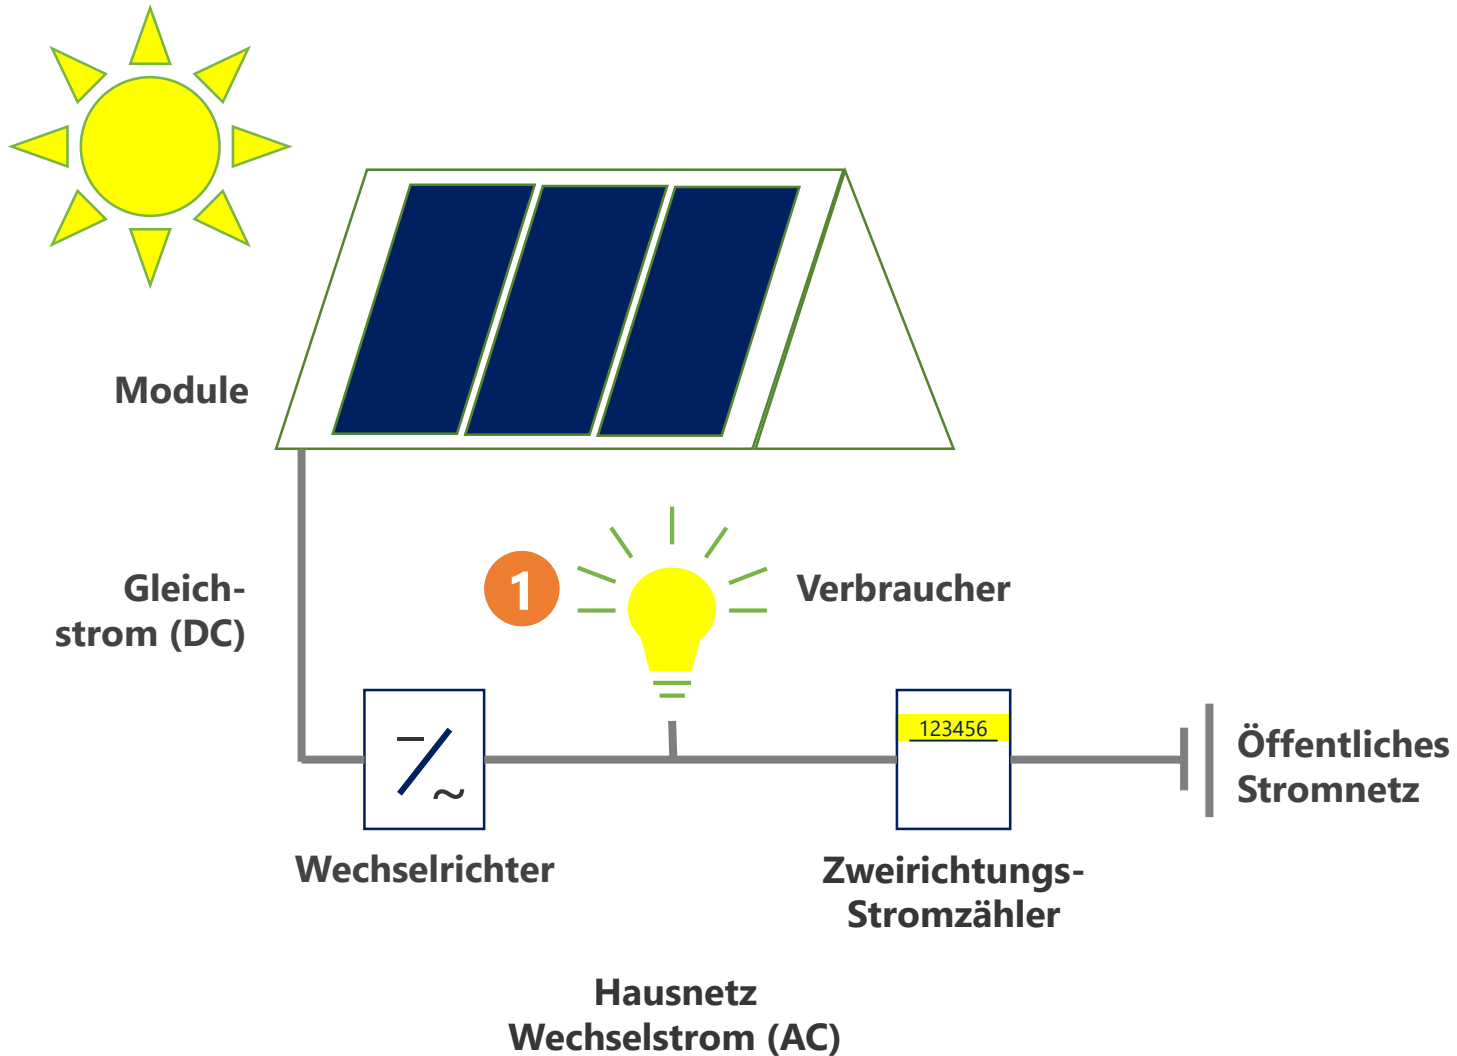 Module
Gleich-
strom (DC)
1
Verbraucher
123456
Öffentliches
Stromnetz
Wechselrichter
Zweirichtungs-
Stromzähler
Hausnetz
Wechselstrom (AC)